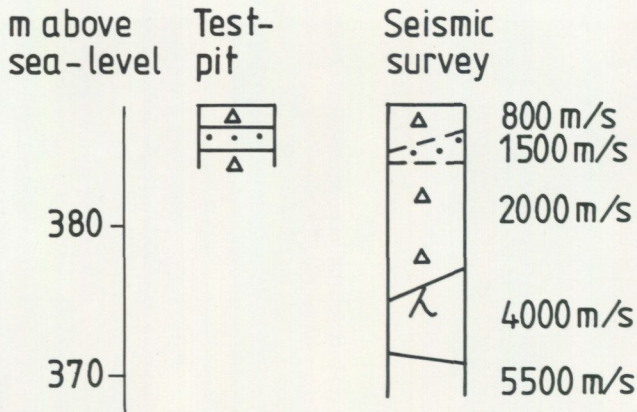 m above
sea-level
Test-
pit
Seismic
survey
800 m/s
1500 m/s
2000 m/s
380
4000 m/s
370
5500 m/s